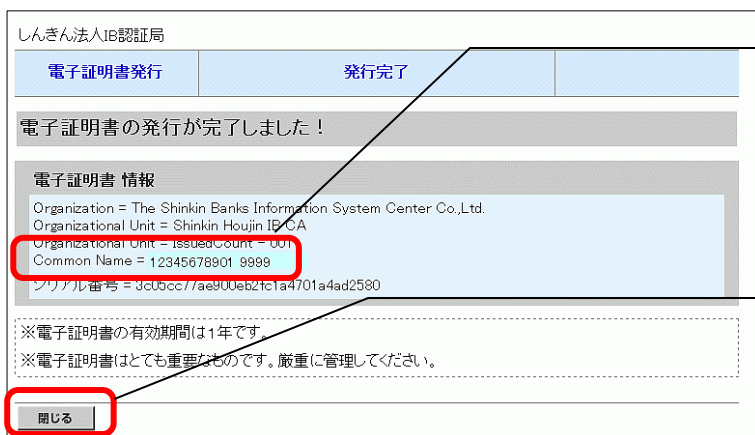 しんきん法人IB認証局
電子証明書発行 発行完了
電子証明書の発行が完了しました！
電子証明書 情報
Organization = The Shinkin Banks Information System Center Co.,Ltd.
Organizational Unit = Shinkin Houjin IB CA
Organizational Unit = IssuedCount = 001
Common Name = 12345678901 9999
シリアル番号 = 3c05cc77ae900eb2fc1a4701a4ad2580
※電子証明書の有効期間は1年です。
※電子証明書はとても重要なものです。厳重に管理してください。
閉じる